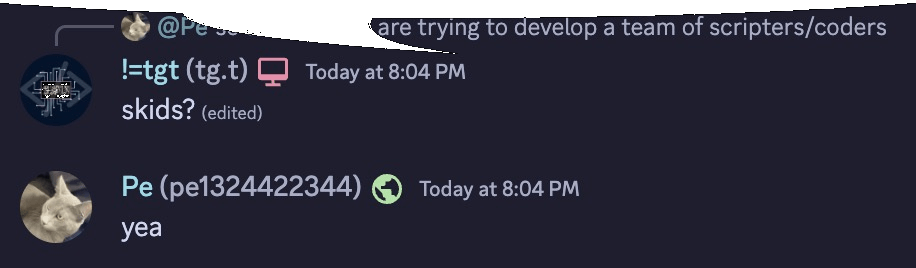 @Pe are trying to develop a team of scripters/coders
!=tgt (tg.t) Today at 8:04 PM
skids? (edited)
Pe (pe1324422344) Today at 8:04 PM
yea